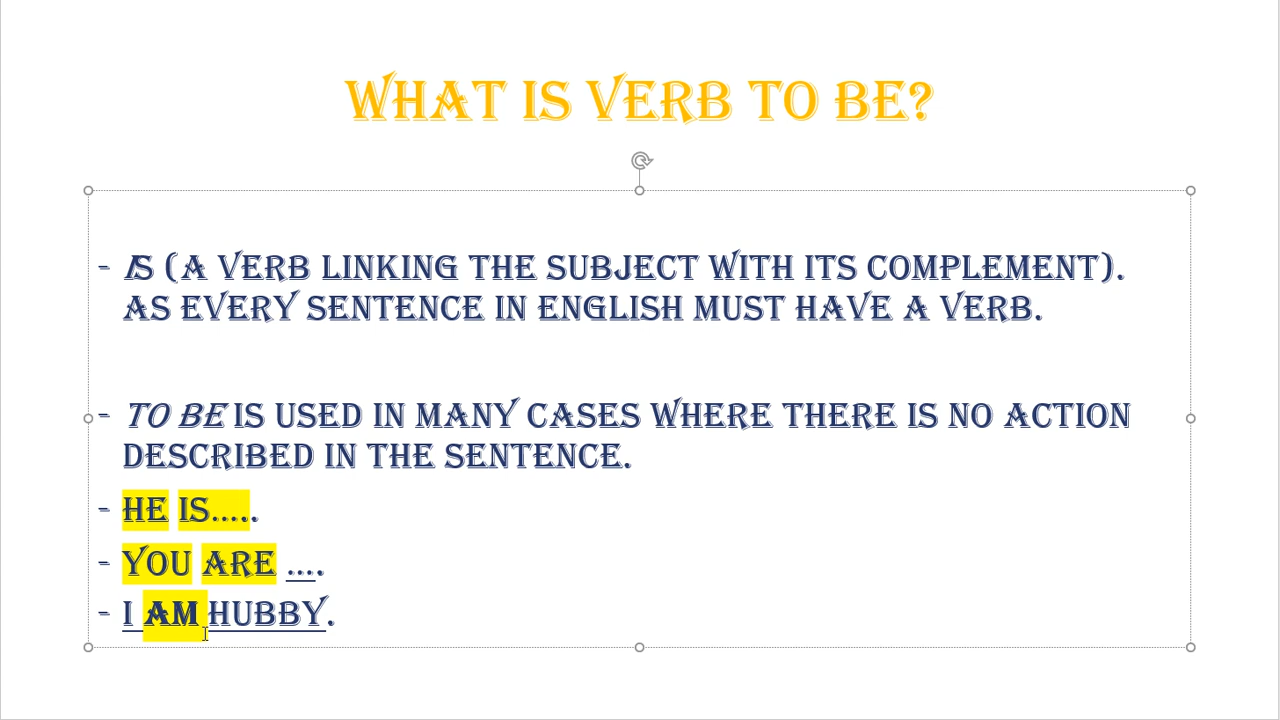 WHAT IS VERB TO BE?
- IS (A VERB LINKING THE SUBJECT WITH ITS COMPLEMENT).
AS EVERY SENTENCE IN ENGLISH MUST HAVE A VERB.
- TO BE IS USED IN MANY CASES WHERE THERE IS NO ACTION
DESCRIBED IN THE SENTENCE.
- HE IS…..
- YOU ARE ….
- I AM HUBBY.